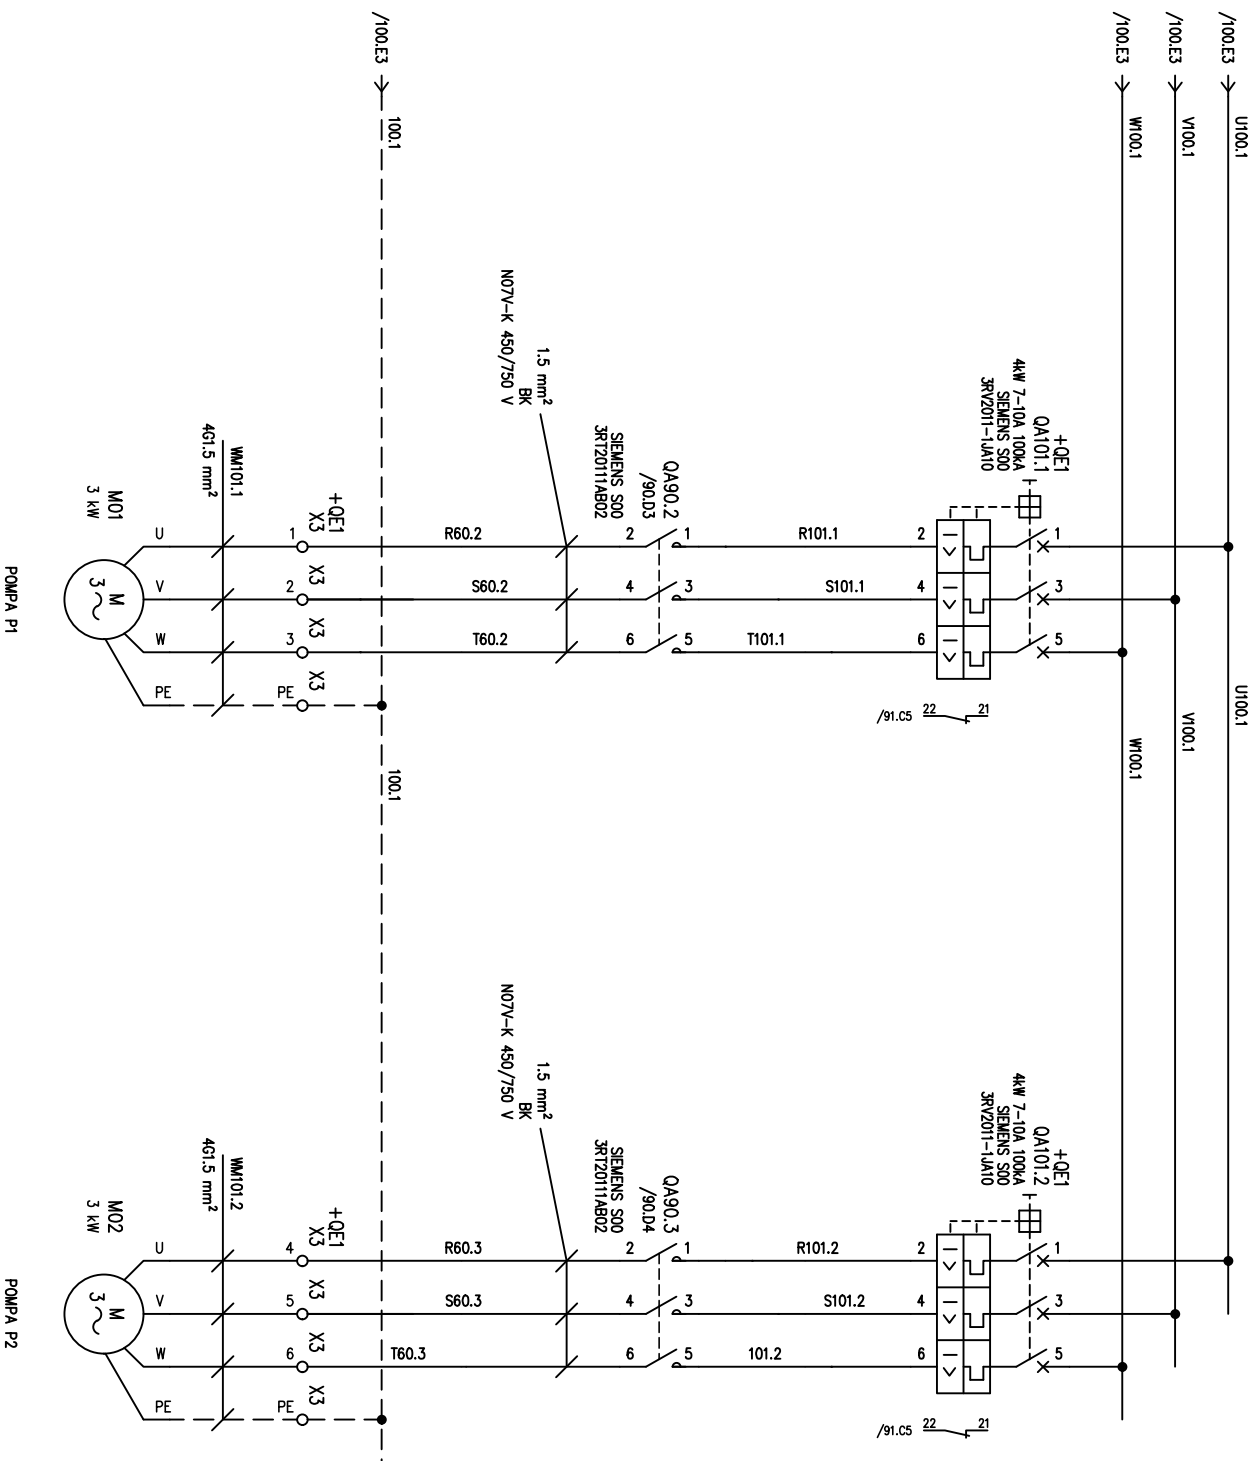 /100.E3
/100.E3
/100.E3
/100.E3
U100.1
V100.1
W100.1
100.1
+QE1
QA101.1
4kW 7-10A 100kA
SIEMENS S00
3RV2011-1JA10
1
3
5
2
4
6
U100.1
V100.1
W100.1
21
22
/91.C5
R101.1
S101.1
T101.1
QA90.2
/90.D3
SIEMENS S00
3RT20111AB02
1
3
5
2
4
6
1.5 mm²
BK
N07V-K 450/750 V
R60.2
S60.2
T60.2
100.1
+QE1
X3
X3
X3
X3
1
2
3
PE
WM101.1
4G1.5 mm²
U
V
W
PE
M01
3 kW
M
3
POMPA P1
+QE1
QA101.2
4kW 7-10A 100kA
SIEMENS S00
3RV2011-1JA10
1
3
5
2
4
6
21
22
/91.C5
R101.2
S101.2
101.2
QA90.3
/90.D4
SIEMENS S00
3RT20111AB02
1
3
5
2
4
6
1.5 mm²
BK
N07V-K 450/750 V
R60.3
S60.3
T60.3
+QE1
X3
X3
X3
X3
4
5
6
PE
WM101.2
4G1.5 mm²
U
V
W
PE
M02
3 kW
M
3
POMPA P2